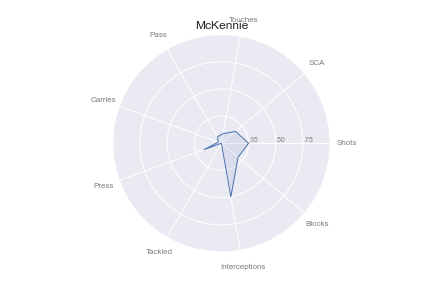 McKennie
Touches
Pass
SCA
Carries
35
50
75
Shots
Press
Blocks
Tackled
Interceptions